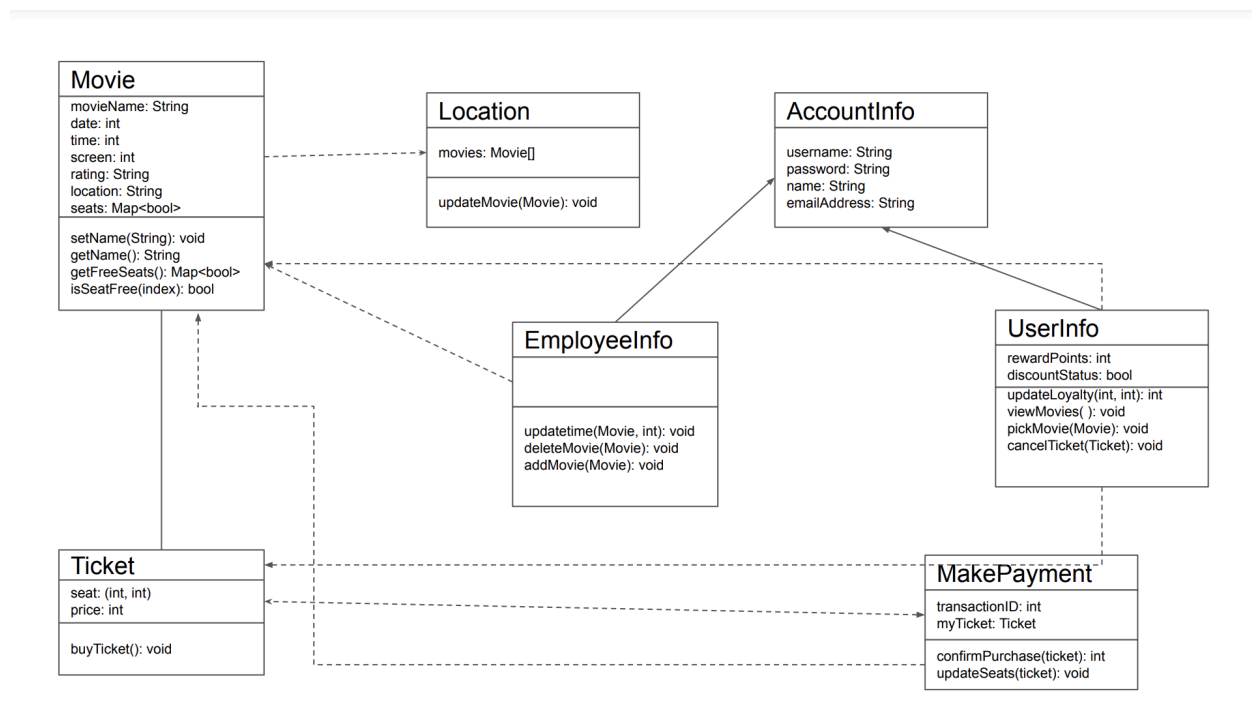 Movie
movieName: String
date: int
time: int
screen: int
rating: String
location: String
seats: Map<bool>
setName(String): void
getName(): String
getFreeSeats(): Map<bool>
isSeatFree(index): bool
Location
movies: Movie[]
updateMovie(Movie): void
AccountInfo
username: String
password: String
name: String
emailAddress: String
EmployeeInfo
updatetime(Movie, int): void
deleteMovie(Movie): void
addMovie(Movie): void
UserInfo
rewardPoints: int
discountStatus: bool
updateLoyalty(int, int): int
viewMovies( ): void
pickMovie(Movie): void
cancelTicket(Ticket): void
Ticket
seat: (int, int)
price: int
buyTicket(): void
MakePayment
transactionID: int
myTicket: Ticket
confirmPurchase(ticket): int
updateSeats(ticket): void